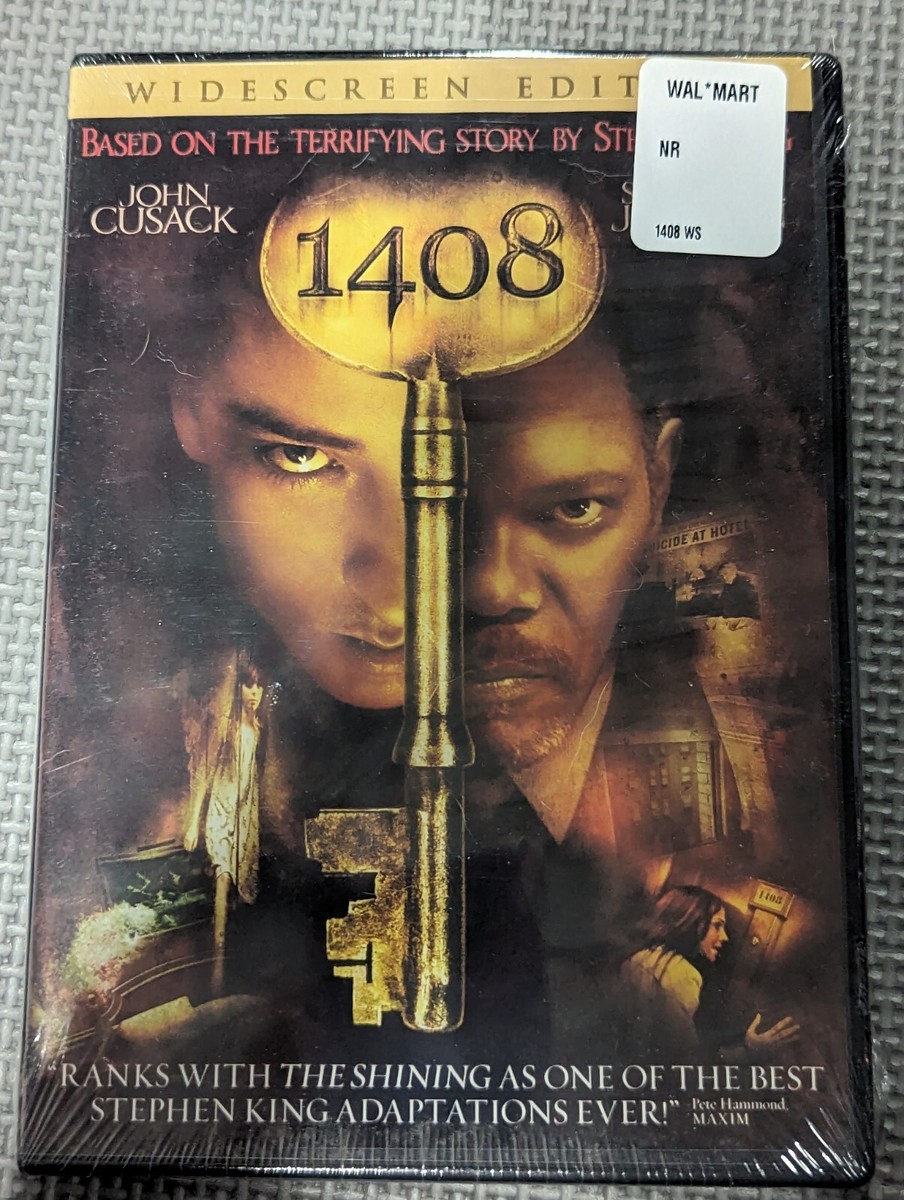 WIDESCREEN EDIT
WAL*MART
NR
1408 WS
BASED ON THE TERRIFYING STORY BY STE G
JOHN
CUSACK
S
J
1408
ICIDE AT HOTEL
1408
"RANKS WITH THE SHINING AS ONE OF THE BEST
STEPHEN KING ADAPTATIONS EVER!" Pete Hammond,
MAXIM